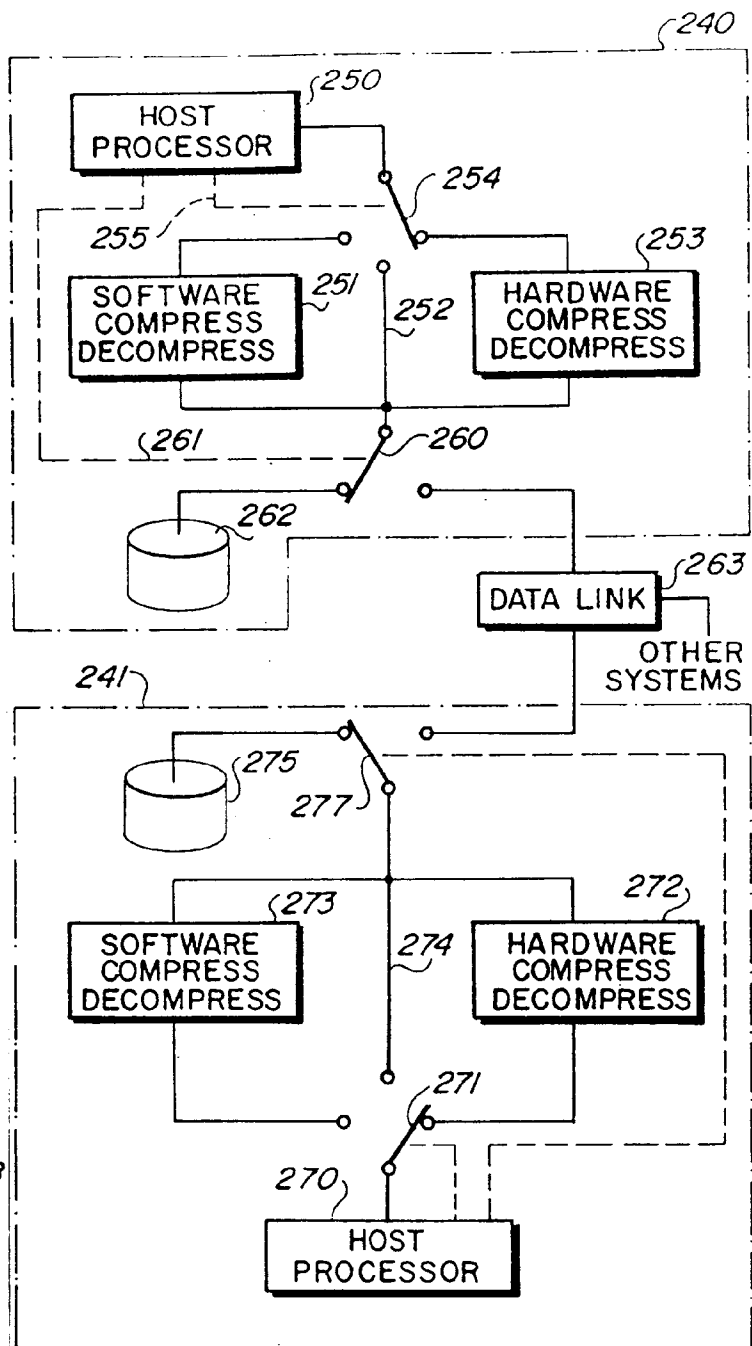 240
250
HOST
PROCESSOR
254
255
253
SOFTWARE
COMPRESS
DECOMPRESS
251
252
HARDWARE
COMPRESS
DECOMPRESS
261
260
262
263
DATA LINK
OTHER
SYSTEMS
241
275
277
273
272
SOFTWARE
COMPRESS
DECOMPRESS
274
HARDWARE
COMPRESS
DECOMPRESS
271
270
HOST
PROCESSOR